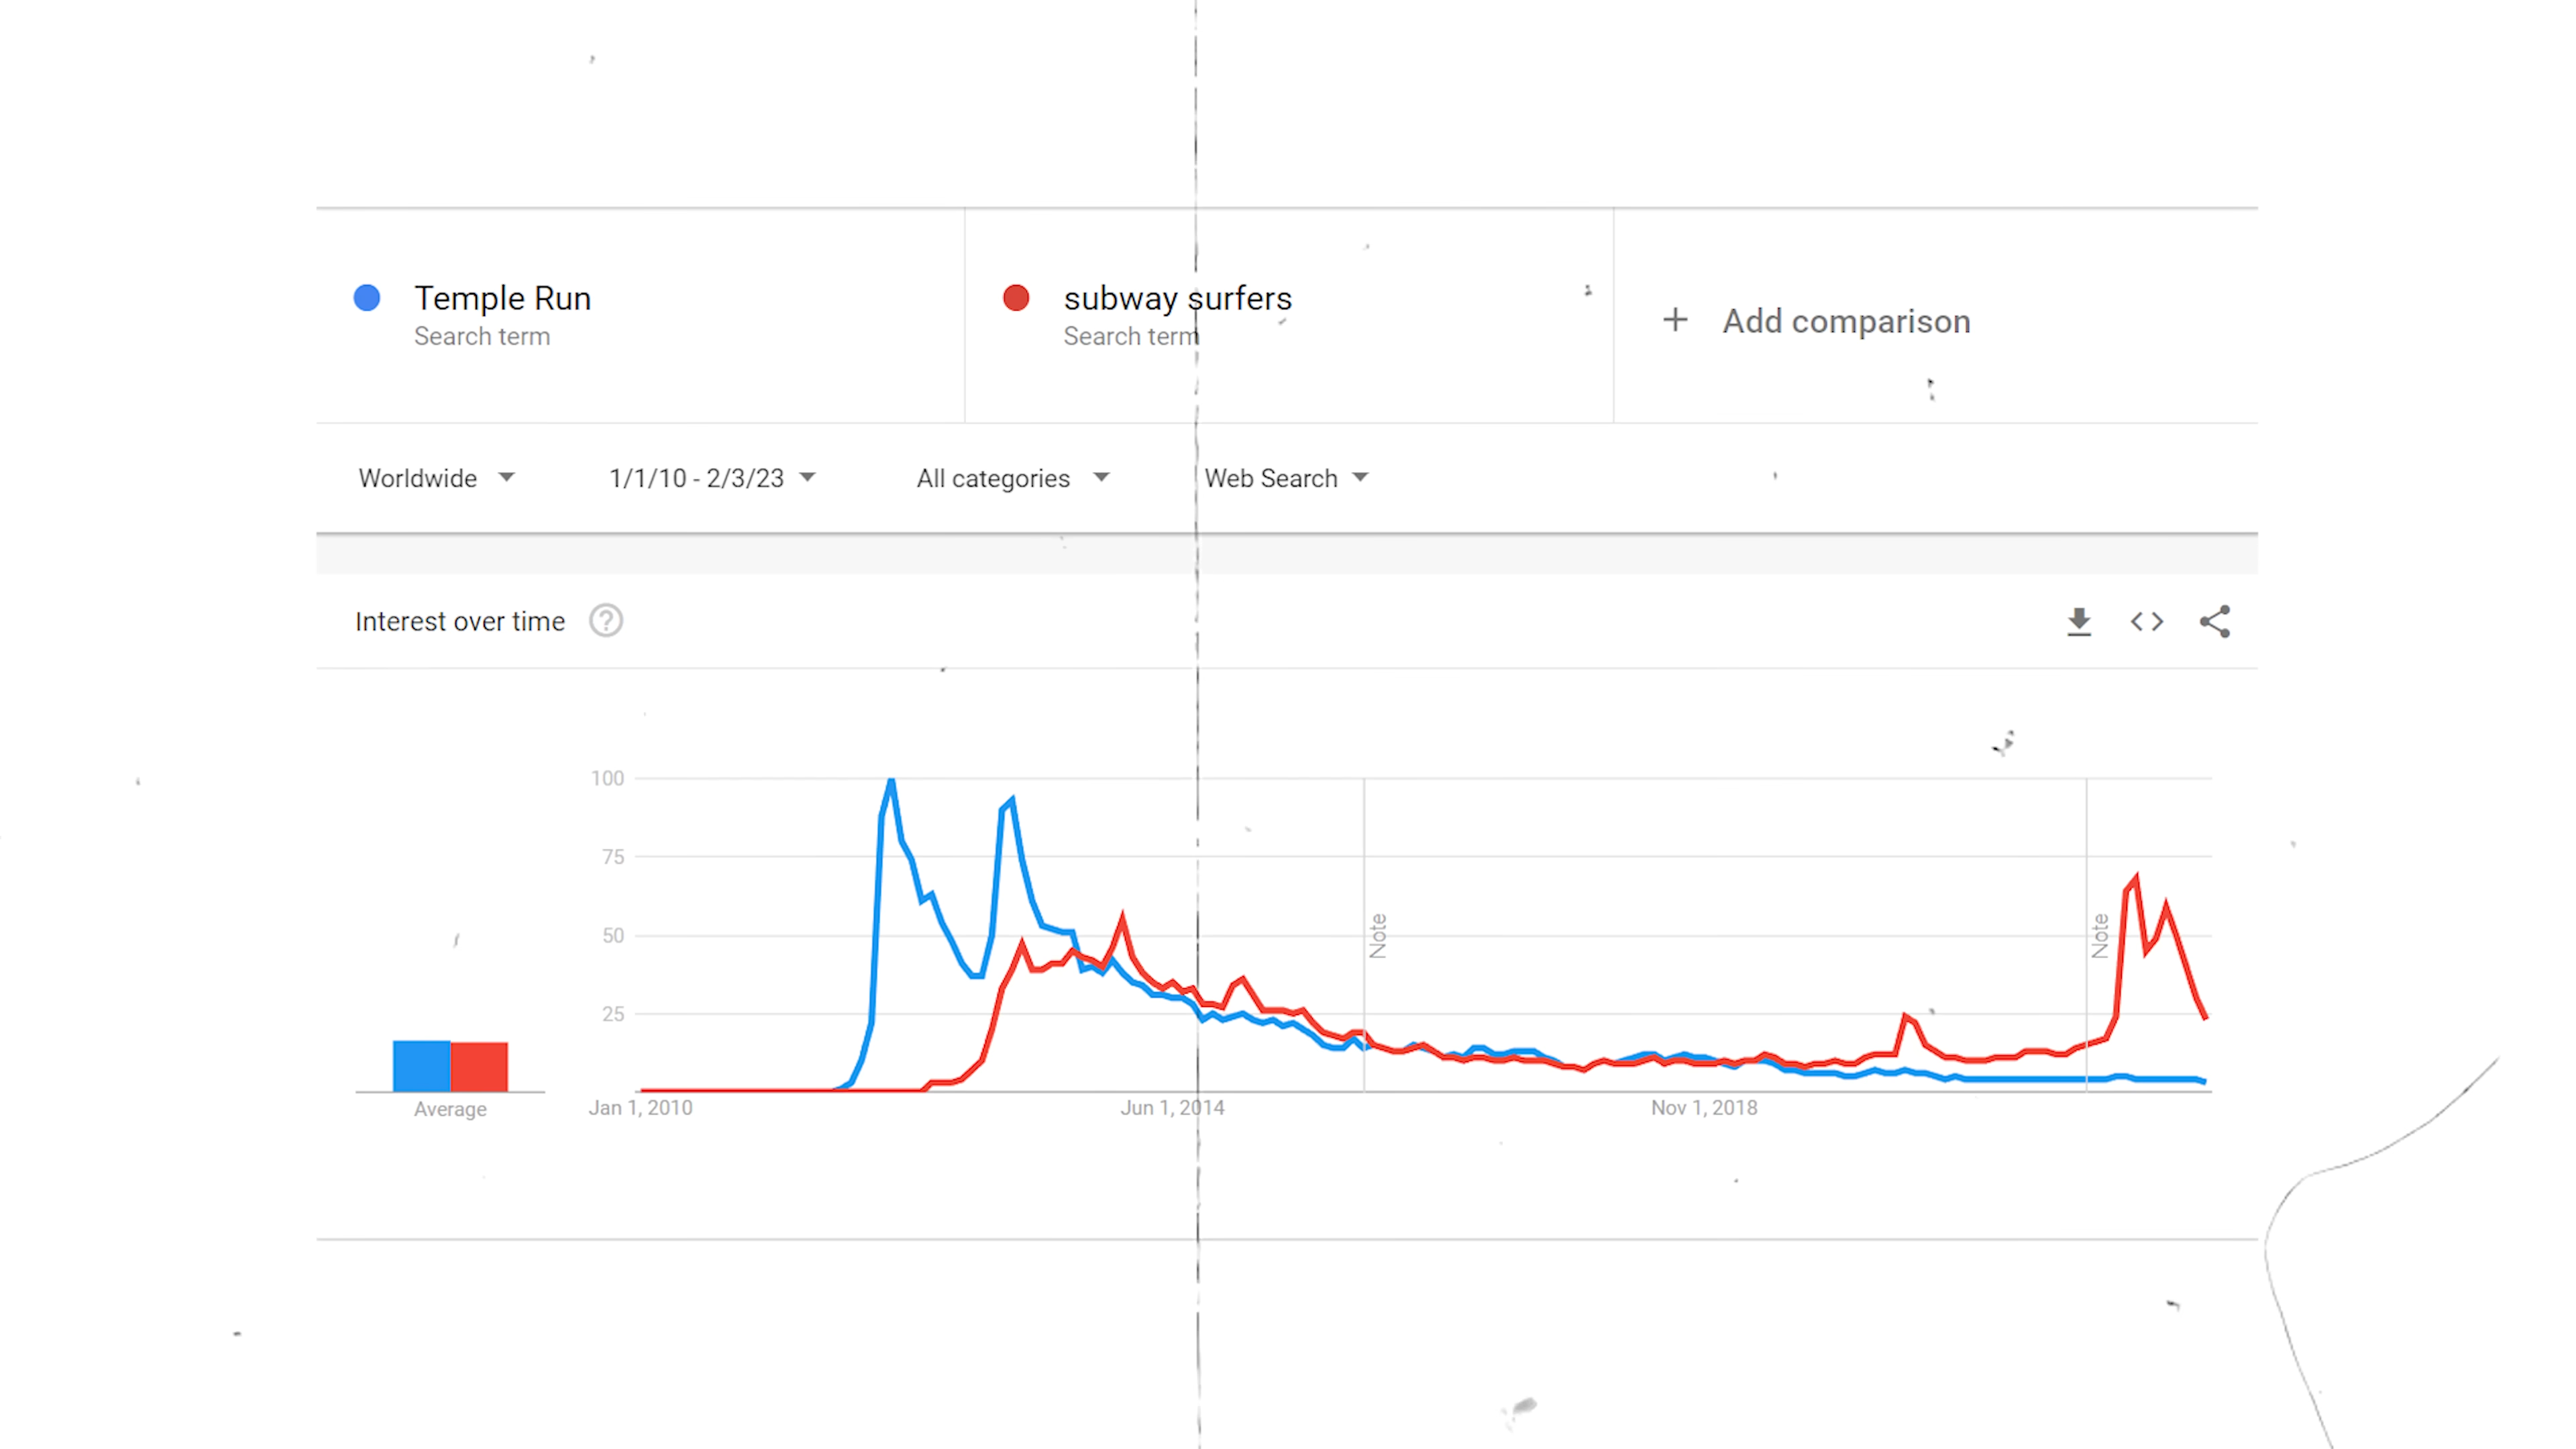 Temple Run
Search term
subway surfers
Search term
+ Add comparison
Worldwide
1/1/10 - 2/3/23
All categories
Web Search
Interest over time ?
100
75
50
25
Note
Note
Average
Jan 1, 2010
Jun 1, 2014
Nov 1, 2018